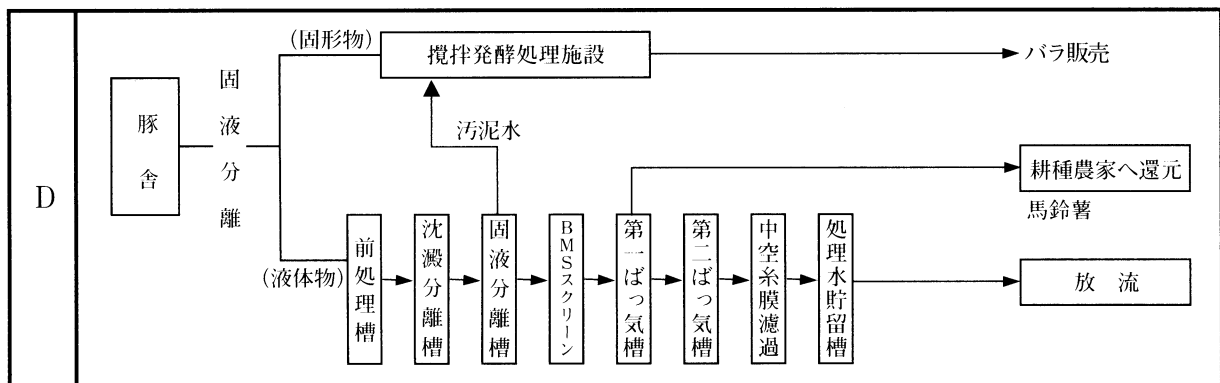 D
豚舎
固液分離
(固形物)
攪拌発酵処理施設
バラ販売
汚泥水
(液体物)
前処理槽
沈澱分離槽
固液分離槽
BMSスクリーン
第一ばっ気槽
第二ばっ気槽
中空糸膜濾過
処理水貯留槽
耕種農家へ還元
馬鈴薯
放流